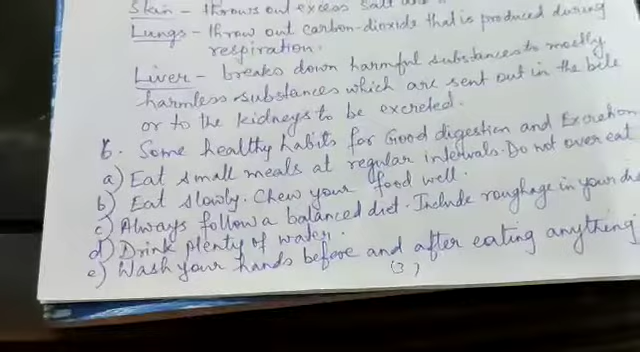 Skin - throws out excess salt and
Lungs - throw out carbon-dioxide that is produced during
respiration.
Liver - breaks down harmful substances to mostly
harmless substances which are sent out in the bile
or to the kidneys to be excreted.
6. Some healthy habits for Good digestion and Excretion
a) Eat small meals at regular intervals. Do not over eat
b) Eat slowly. Chew your food well.
c) Always follow a balanced diet. Include roughage in your
d) Drink plenty of water.
e) Wash your hands before and after eating anything
(3)